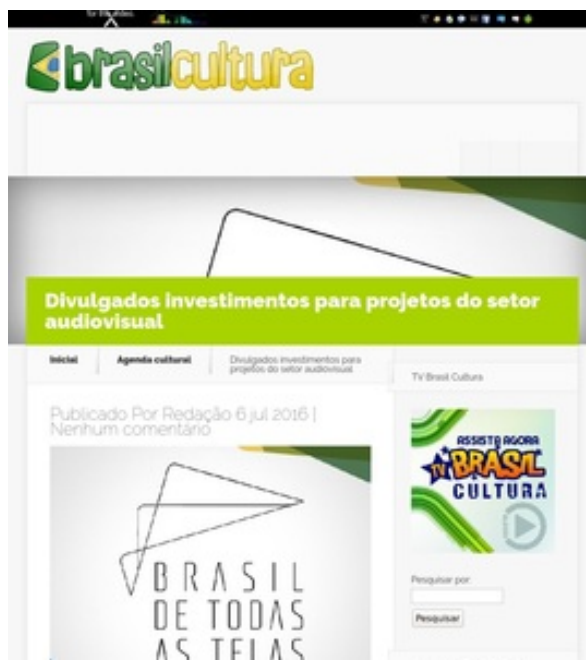 brasilcultura
Divulgados investimentos para projetos do setor
audiovisual
Inicial
Agenda cultural
Divulgados investimentos para
projetos do setor audiovisual
TV Brasil Cultura
Publicado Por Redação 6 jul 2016 |
Nenhum comentário
ASSISTA AGORA
TV BRASIL
CULTURA
BRASIL
DE TODAS
AS TELAS
Pesquisar por:
Pesquisar